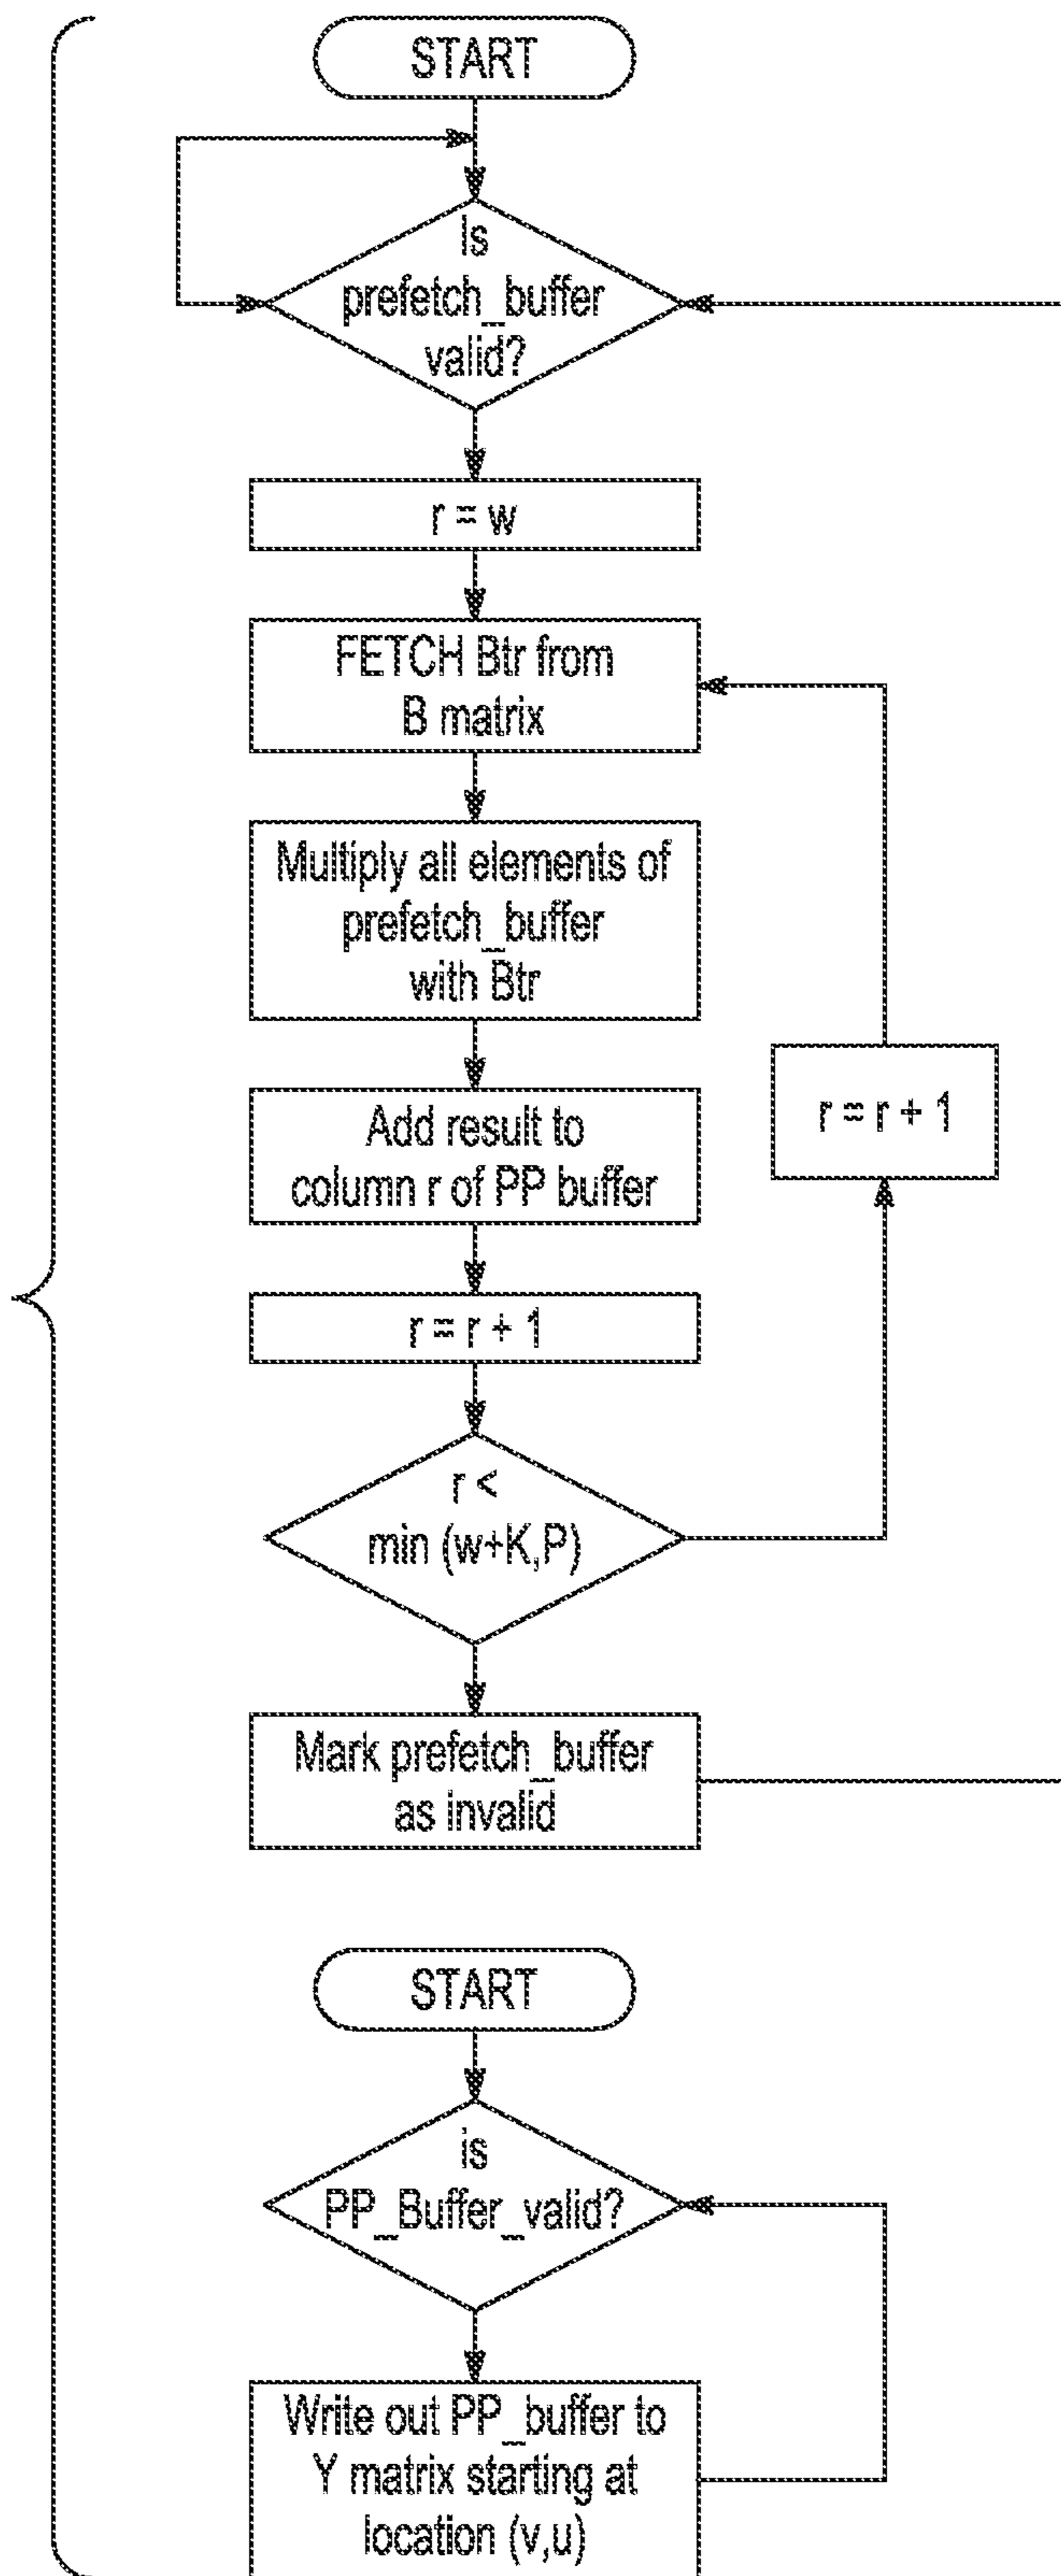 START
Is
prefetch_buffer
valid?
r = w
FETCH Btr from
B matrix
Multiply all elements of
prefetch_buffer
with Btr
Add result to
column r of PP buffer
r = r + 1
r = r + 1
r <
min (w+K,P)
Mark prefetch_buffer
as invalid
START
is
PP_Buffer_valid?
Write out PP_buffer to
Y matrix starting at
location (v,u)